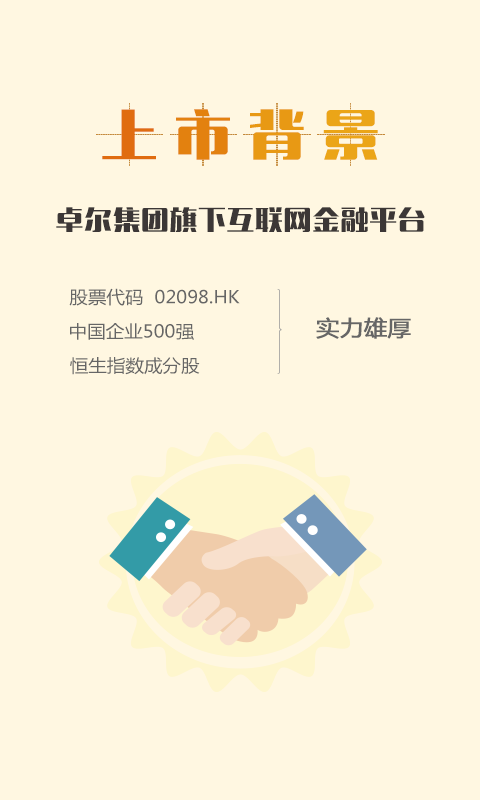 上市背景
卓尔集团旗下互联网金融平台
股票代码 02098.HK
中国企业500强
恒生指数成分股
实力雄厚